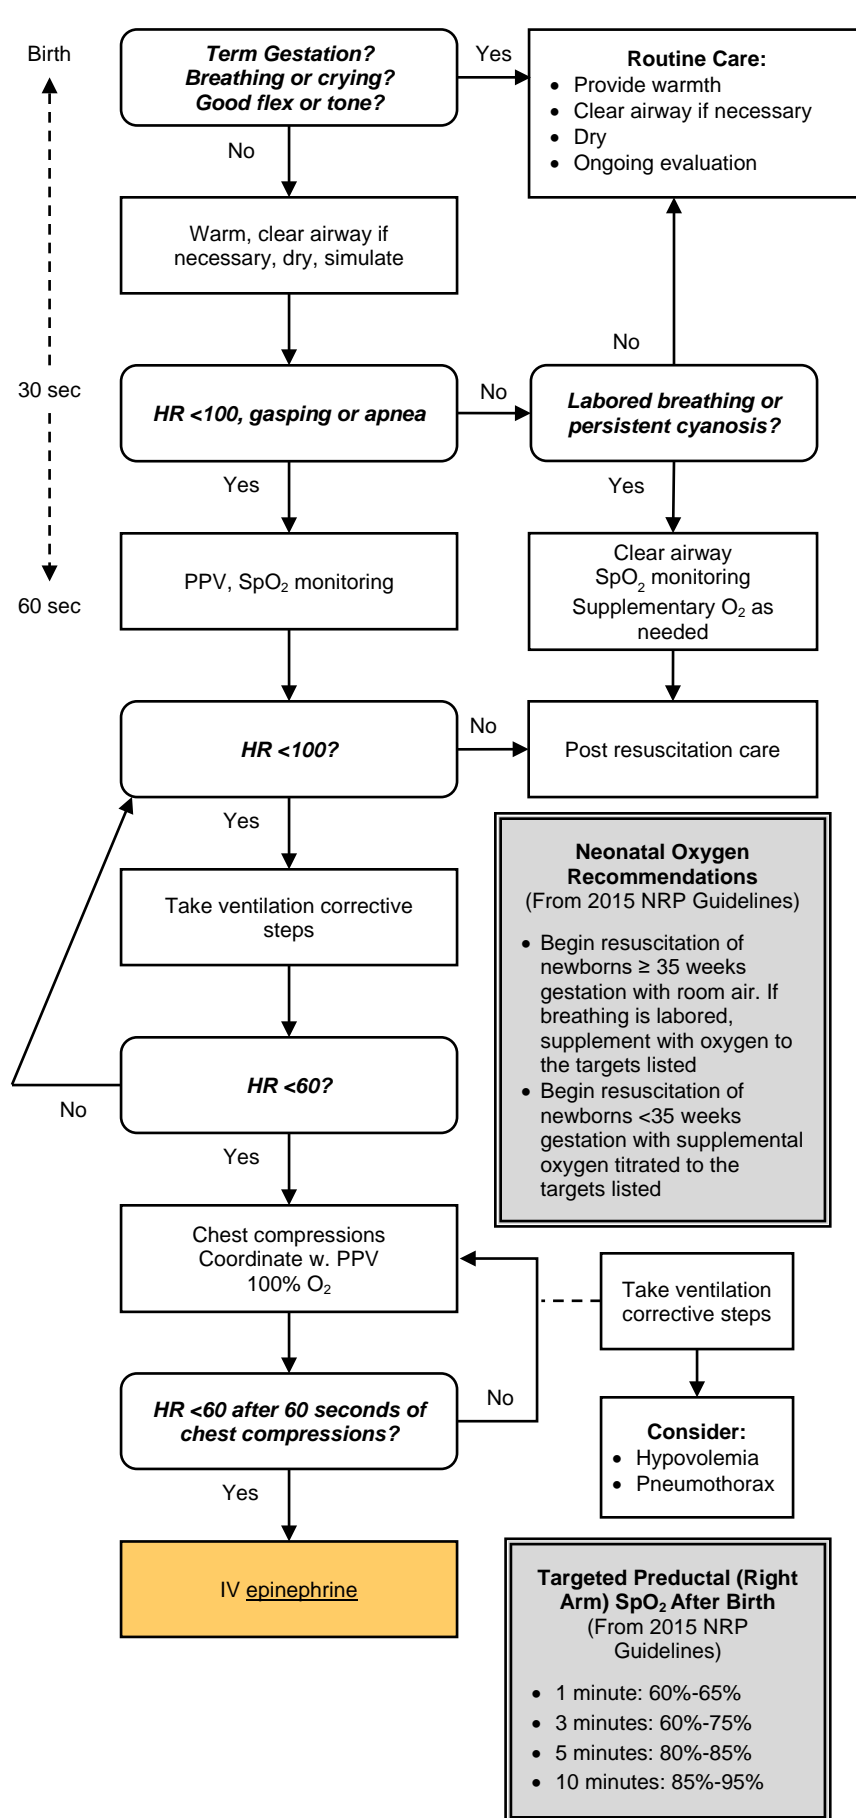 Birth
Term Gestation?
Breathing or crying?
Good flex or tone?
Yes
Routine Care:
• Provide warmth
• Clear airway if necessary
• Dry
• Ongoing evaluation
No
Warm, clear airway if
necessary, dry, simulate
No
30 sec
HR <100, gasping or apnea
No
Labored breathing or
persistent cyanosis?
Yes
Yes
60 sec
PPV, SpO₂ monitoring
Clear airway
SpO₂ monitoring
Supplementary O₂ as
needed
HR <100?
No
Post resuscitation care
Yes
Take ventilation corrective
steps
Neonatal Oxygen
Recommendations
(From 2015 NRP Guidelines)
• Begin resuscitation of
newborns ≥ 35 weeks
gestation with room air. If
breathing is labored,
supplement with oxygen to
the targets listed
• Begin resuscitation of
newborns <35 weeks
gestation with supplemental
oxygen titrated to the
targets listed
HR <60?
No
Yes
Chest compressions
Coordinate w. PPV
100% O₂
Take ventilation
corrective steps
HR <60 after 60 seconds of
chest compressions?
No
Consider:
• Hypovolemia
• Pneumothorax
Yes
IV epinephrine
Targeted Preductal (Right
Arm) SpO₂ After Birth
(From 2015 NRP
Guidelines)
• 1 minute: 60%-65%
• 3 minutes: 60%-75%
• 5 minutes: 80%-85%
• 10 minutes: 85%-95%